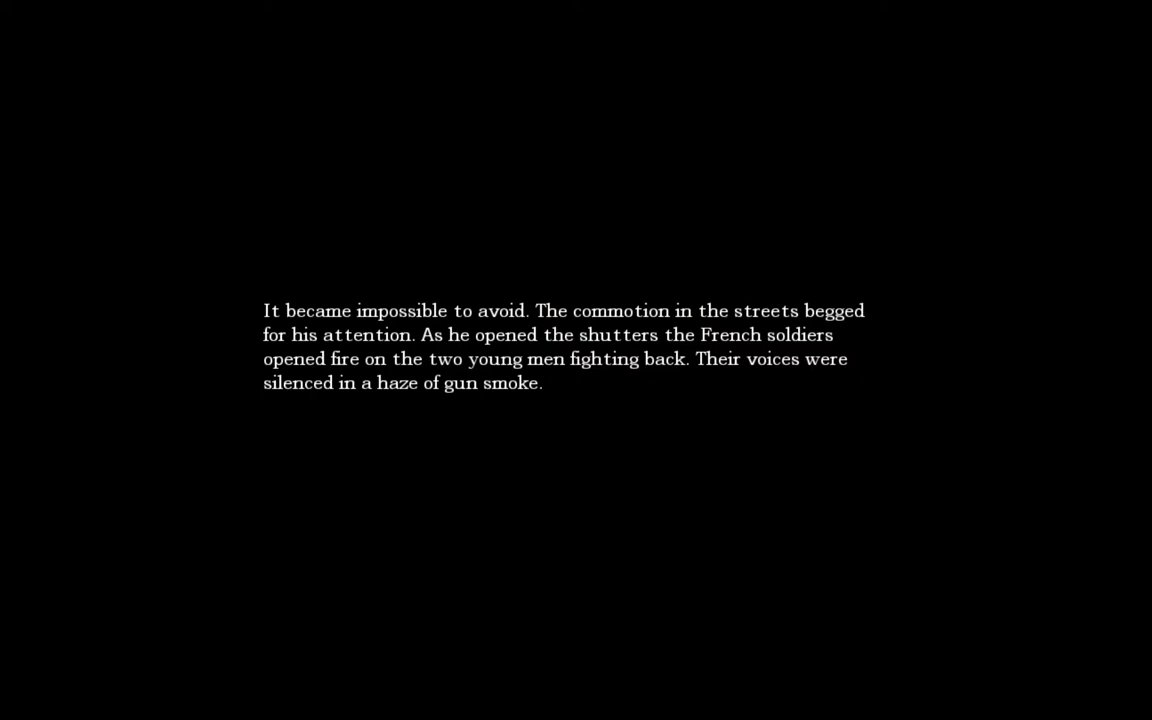 It became impossible to avoid. The commotion in the streets begged
for his attention. As he opened the shutters the French soldiers
opened fire on the two young men fighting back. Their voices were
silenced in a haze of gun smoke.